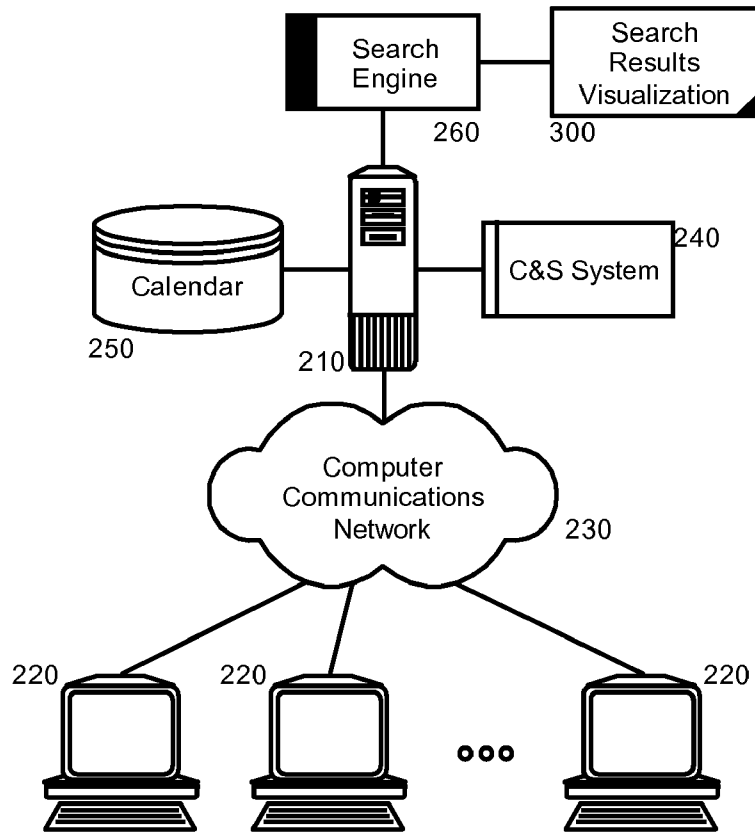 Search
Engine
Search
Results
Visualization
260
300
240
C&S System
Calendar
250
210
Computer
Communications
Network
230
220
220
220